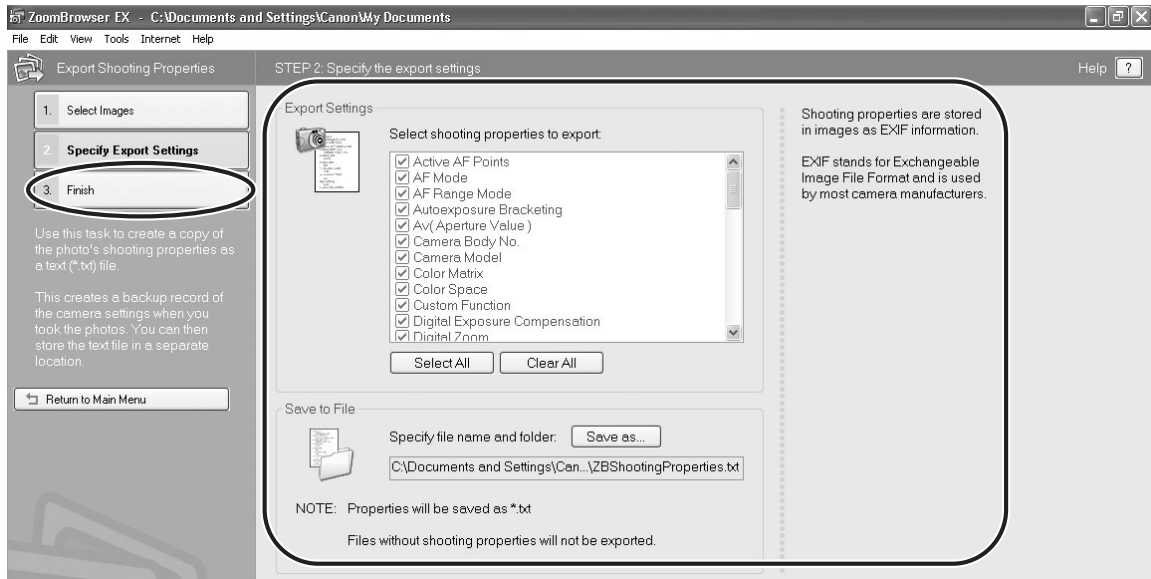 ZoomBrowser EX - C:\Documents and Settings\Canon\My Documents
File Edit View Tools Internet Help
Export Shooting Properties
STEP 2: Specify the export settings
Help ?
1. Select Images
2. Specify Export Settings
3. Finish
Use this task to create a copy of
the photo's shooting properties as
a text (*.txt) file.
This creates a backup record of
the camera settings when you
took the photos. You can then
store the text file in a separate
location.
Return to Main Menu
Export Settings
Select shooting properties to export:
Active AF Points
AF Mode
AF Range Mode
Autoexposure Bracketing
Av( Aperture Value )
Camera Body No.
Camera Model
Color Matrix
Color Space
Custom Function
Digital Exposure Compensation
Digital Zoom
Select All
Clear All
Save to File
Specify file name and folder:
Save as...
C:\Documents and Settings\Can...\ZBShootingProperties.txt
NOTE: Properties will be saved as *.txt
Files without shooting properties will not be exported.
Shooting properties are stored
in images as EXIF information.
EXIF stands for Exchangeable
Image File Format and is used
by most camera manufacturers.